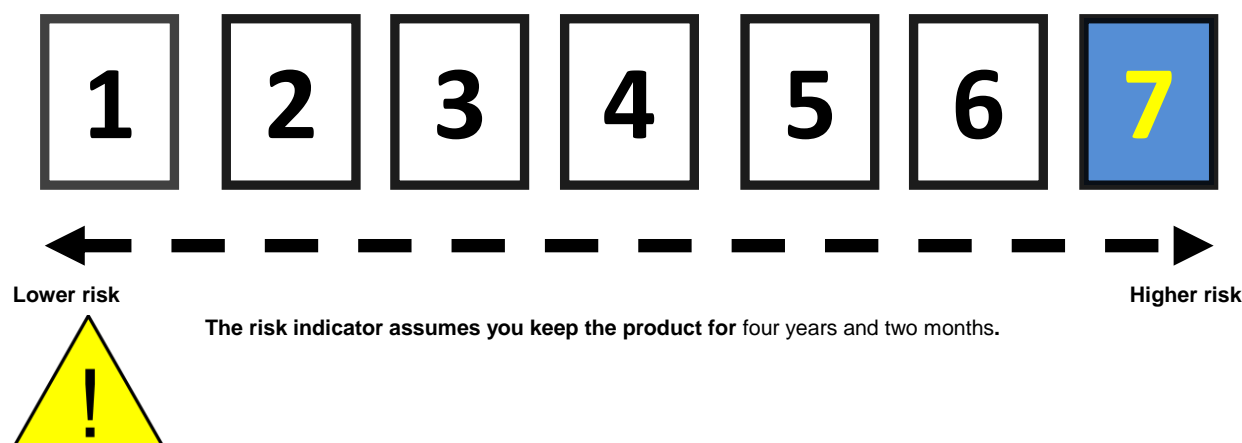 1 2 3 4 5 6 7
Lower risk Higher risk
The risk indicator assumes you keep the product for four years and two months.
!